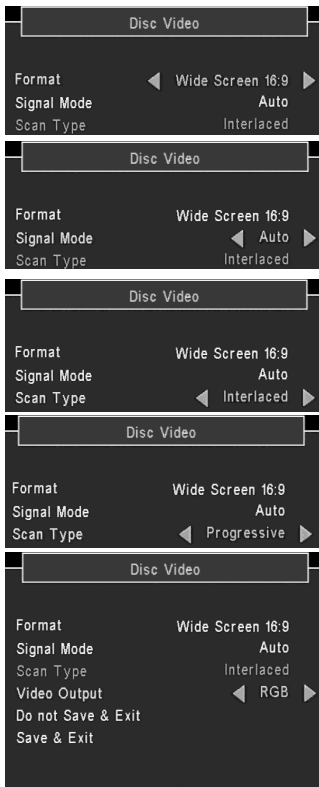 Disc Video
Format Wide Screen 16:9
Signal Mode Auto
Scan Type Interlaced
Disc Video
Format Wide Screen 16:9
Signal Mode Auto
Scan Type Interlaced
Disc Video
Format Wide Screen 16:9
Signal Mode Auto
Scan Type Interlaced
Disc Video
Format Wide Screen 16:9
Signal Mode Auto
Scan Type Progressive
Disc Video
Format Wide Screen 16:9
Signal Mode Auto
Scan Type Interlaced
Video Output RGB
Do not Save & Exit
Save & Exit